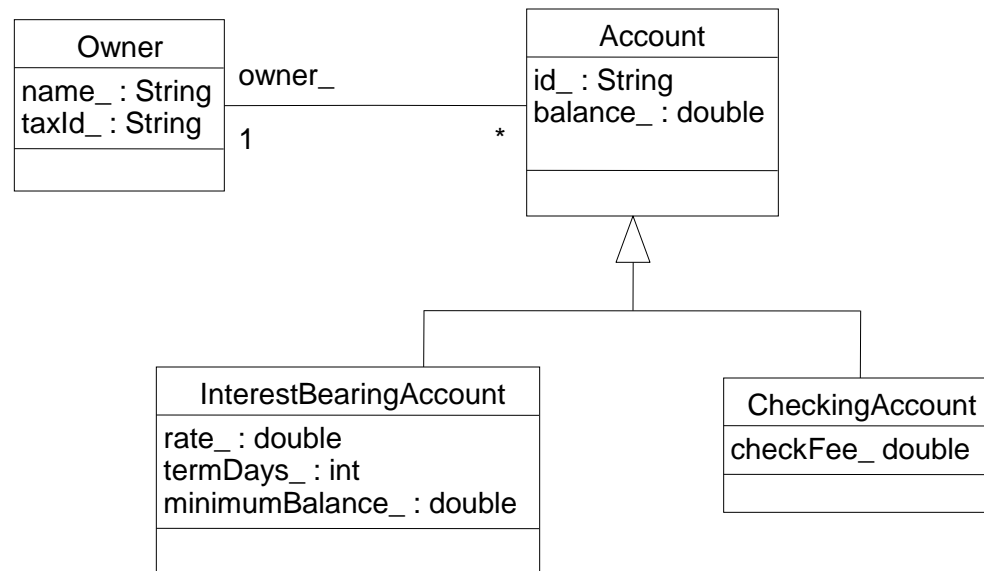 Owner
name_ : String
taxId_ : String
owner_
1
*
Account
id_ : String
balance_ : double
InterestBearingAccount
rate_ : double
termDays_ : int
minimumBalance_ : double
CheckingAccount
checkFee_ double